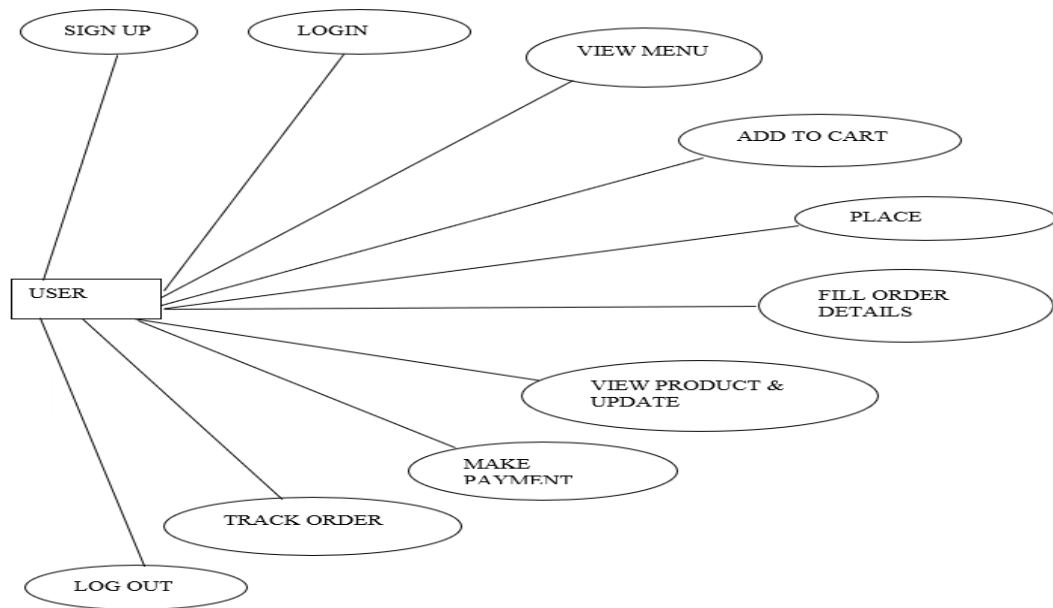 SIGN UP
LOGIN
VIEW MENU
ADD TO CART
PLACE
USER
FILL ORDER
DETAILS
VIEW PRODUCT &
UPDATE
MAKE
PAYMENT
TRACK ORDER
LOG OUT